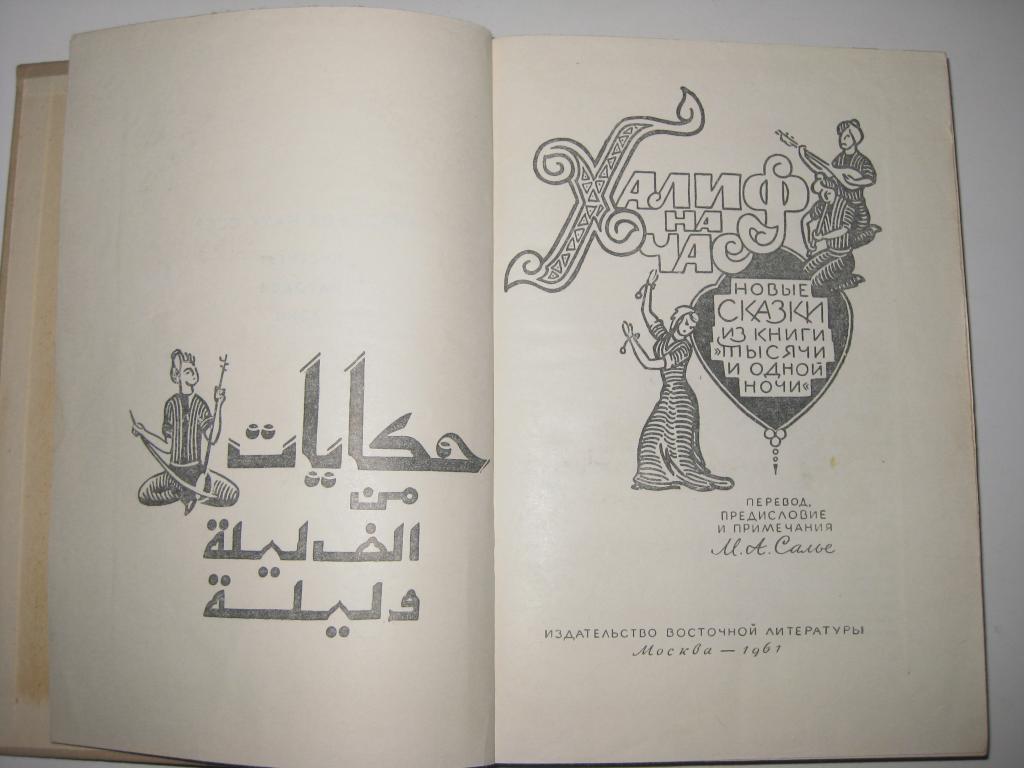 حكايات
من
الف ليلة
وليلة
ХАЛИФ
НА
ЧАС
НОВЫЕ
СКАЗКИ
ИЗ КНИГИ
„ТЫСЯЧИ
И ОДНОЙ
НОЧИ“
ПЕРЕВОД,
ПРЕДИСЛОВИЕ
И ПРИМЕЧАНИЯ
М. А. Салье
ИЗДАТЕЛЬСТВО ВОСТОЧНОЙ ЛИТЕРАТУРЫ
Москва — 1961